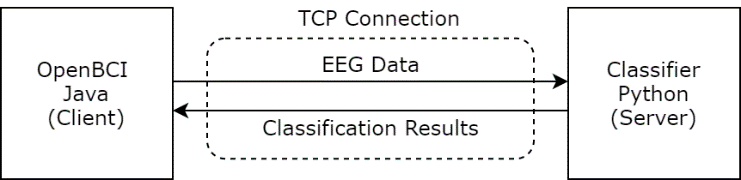 TCP Connection
OpenBCI
Java
(Client)
EEG Data
Classification Results
Classifier
Python
(Server)